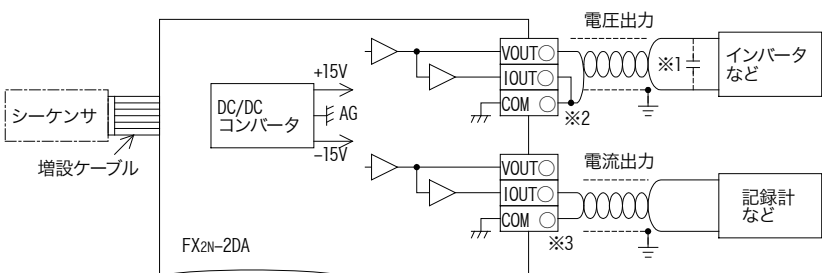 電圧出力
VOUT
IOUT
COM
※2
※1
インバータ
など
シーケンサ
増設ケーブル
DC/DC
コンバータ
+15V
AG
-15V
電流出力
VOUT
IOUT
COM
※3
記録計
など
FX2N-2DA